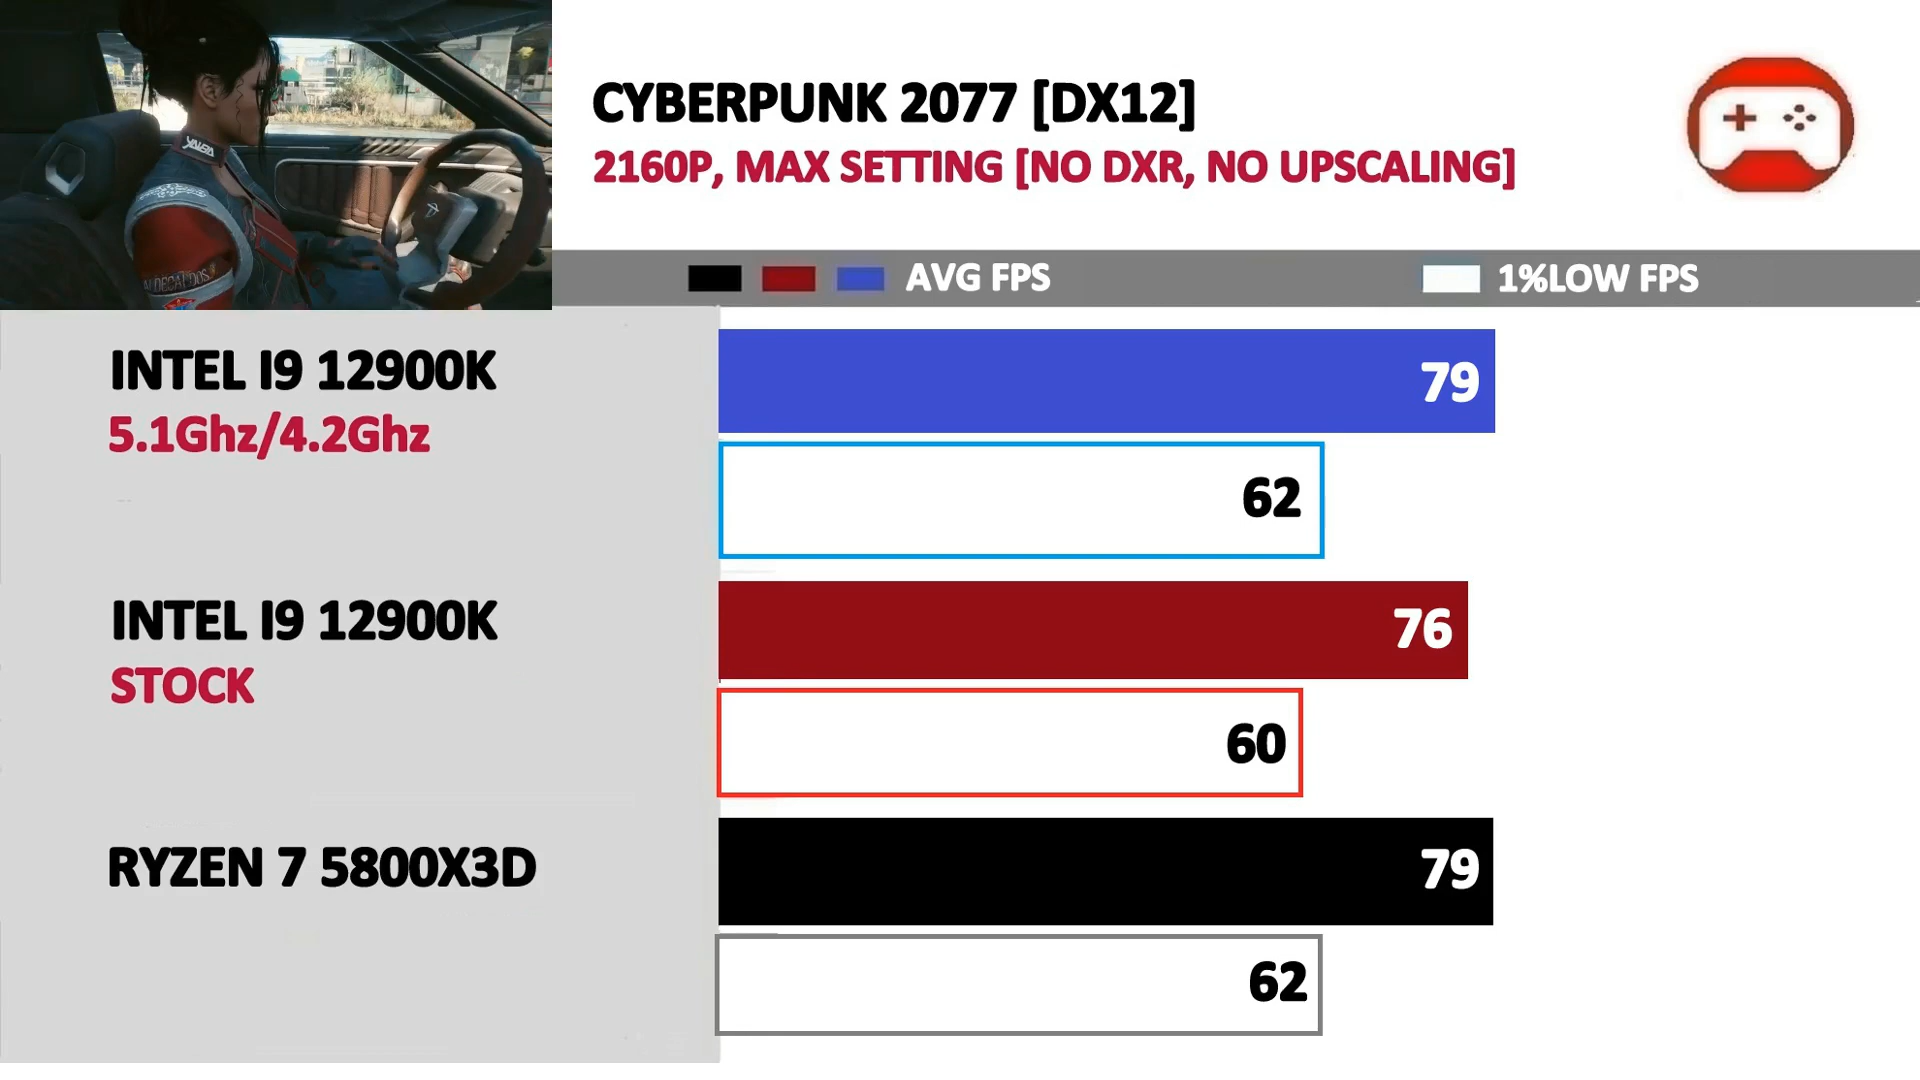 CYBERPUNK 2077 [DX12]
2160P, MAX SETTING [NO DXR, NO UPSCALING]
AVG FPS
1%LOW FPS
INTEL I9 12900K
5.1Ghz/4.2Ghz
79
62
INTEL I9 12900K
STOCK
76
60
RYZEN 7 5800X3D
79
62